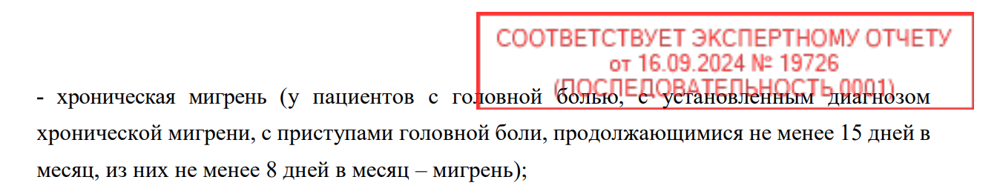 СООТВЕТСТВУЕТ ЭКСПЕРТНОМУ ОТЧЕТУ
от 16.09.2024 № 19726
(ПОСЛЕДОВАТЕЛЬНОСТЬ 0001)
- хроническая мигрень (у пациентов с головной болью, с установленным диагнозом
хронической мигрени, с приступами головной боли, продолжающимися не менее 15 дней в
месяц, из них не менее 8 дней в месяц – мигрень);